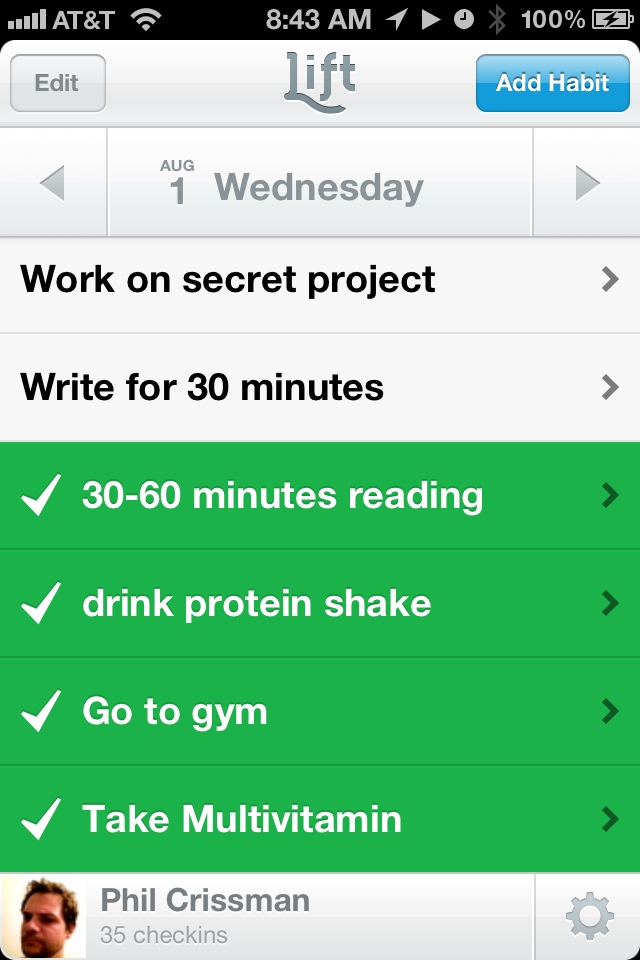 AT&T 8:43 AM 100%
Edit Lift Add Habit
AUG
1 Wednesday
Work on secret project
Write for 30 minutes
30-60 minutes reading
drink protein shake
Go to gym
Take Multivitamin
Phil Crissman
35 checkins